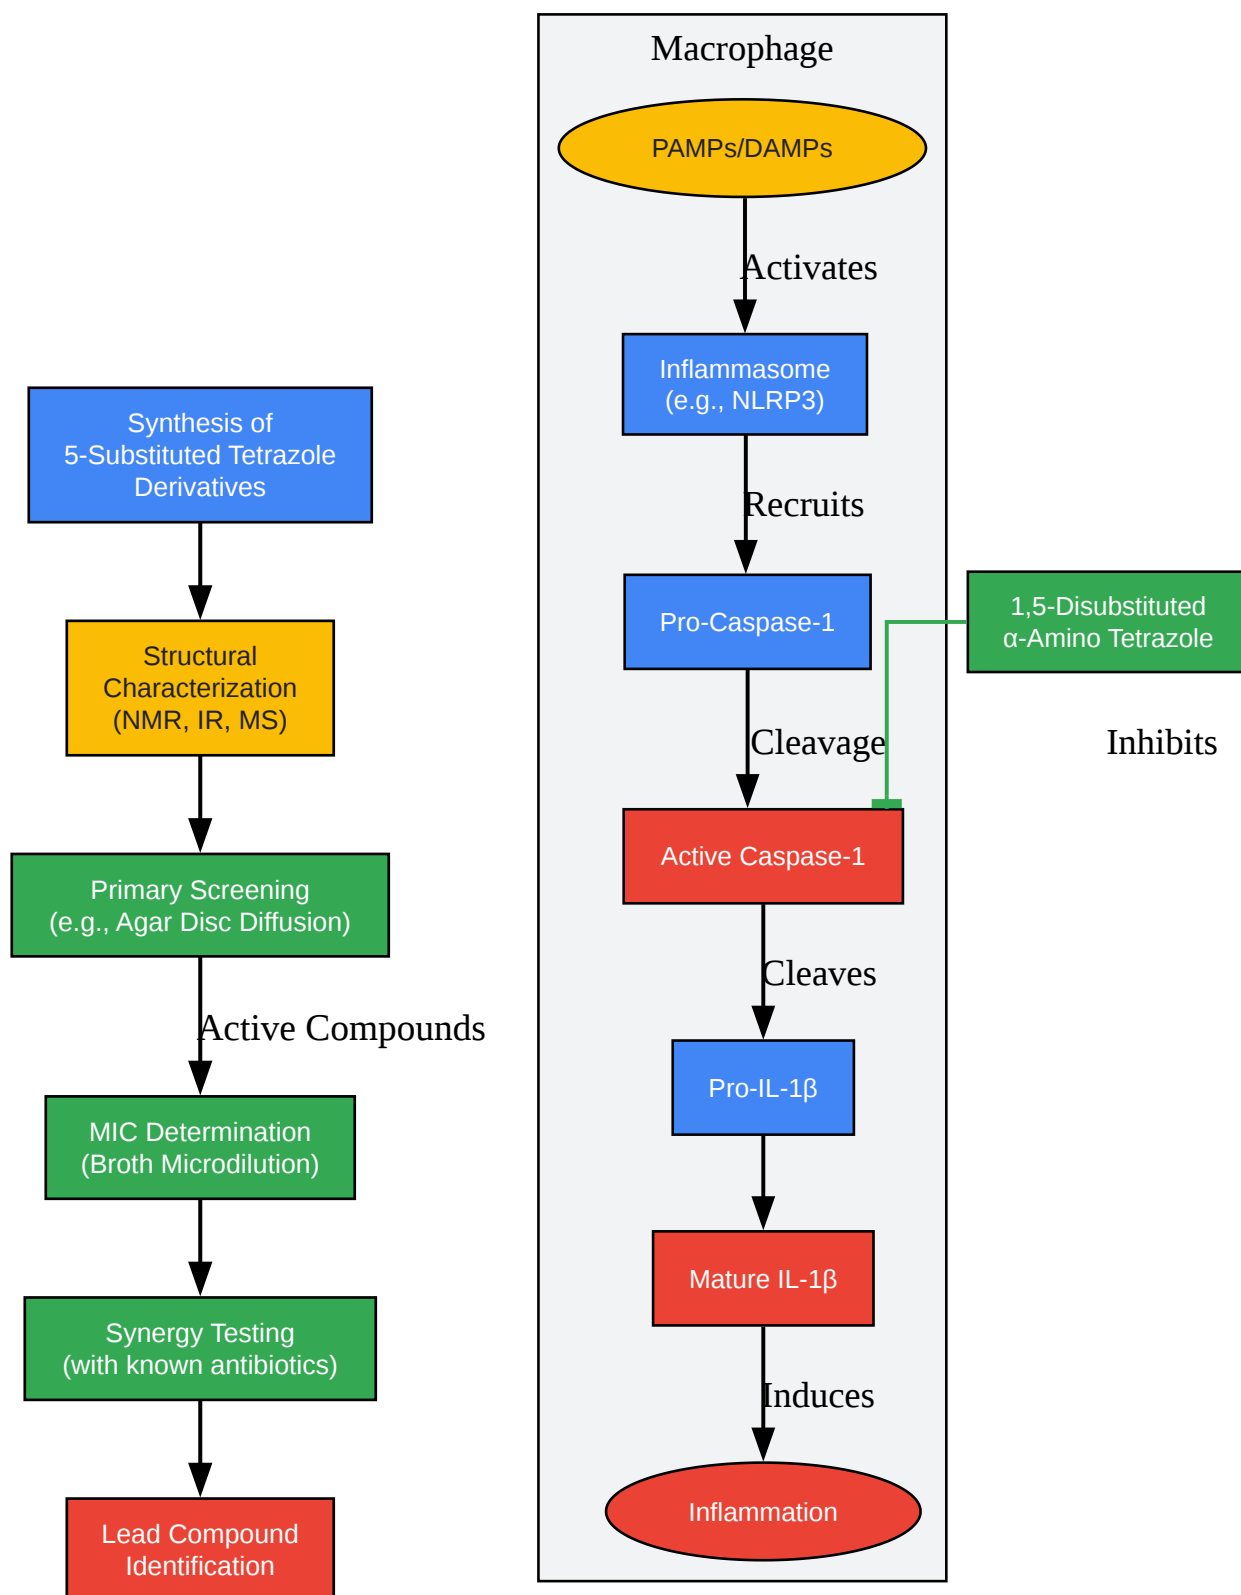 Synthesis of
5-Substituted Tetrazole
Derivatives
Structural
Characterization
(NMR, IR, MS)
Primary Screening
(e.g., Agar Disc Diffusion)
Active Compounds
MIC Determination
(Broth Microdilution)
Synergy Testing
(with known antibiotics)
Lead Compound
Identification
Macrophage
PAMPs/DAMPs
Activates
Inflammasome
(e.g., NLRP3)
Recruits
Pro-Caspase-1
Cleavage
Active Caspase-1
Cleaves
Pro-IL-1β
Mature IL-1β
Induces
Inflammation
1,5-Disubstituted
α-Amino Tetrazole
Inhibits